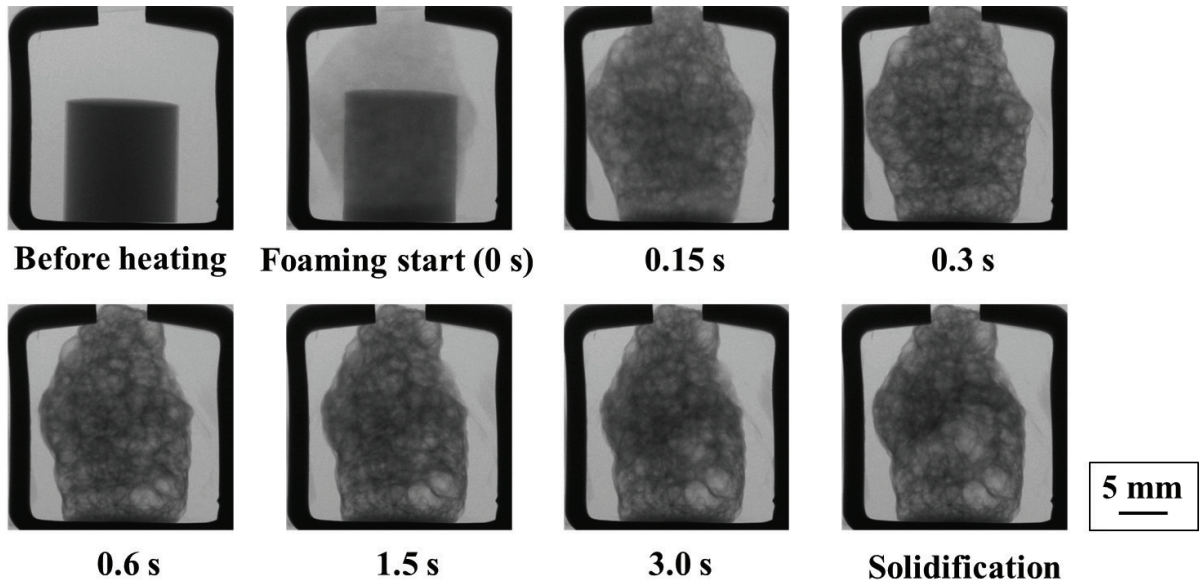 Before heating
Foaming start (0 s)
0.15 s
0.3 s
0.6 s
1.5 s
3.0 s
Solidification
5 mm